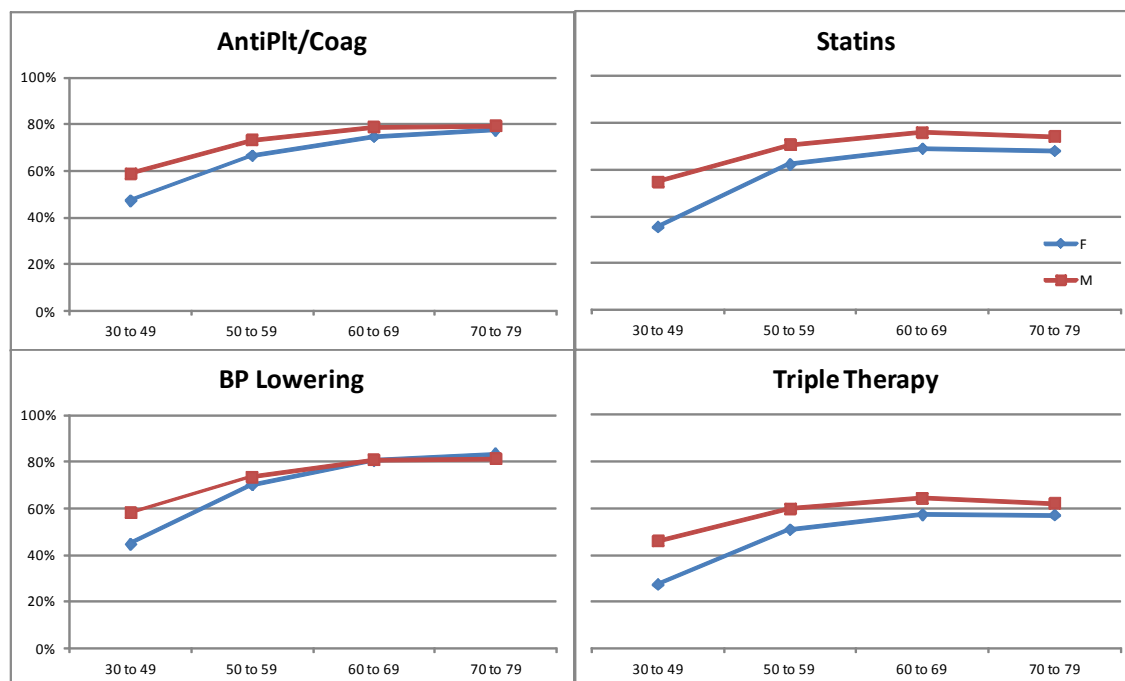 AntiPlt/Coag
100%
80%
60%
40%
20%
0%
30 to 49 50 to 59 60 to 69 70 to 79
Statins
F
M
30 to 49 50 to 59 60 to 69 70 to 79
BP Lowering
100%
80%
60%
40%
20%
0%
30 to 49 50 to 59 60 to 69 70 to 79
Triple Therapy
30 to 49 50 to 59 60 to 69 70 to 79